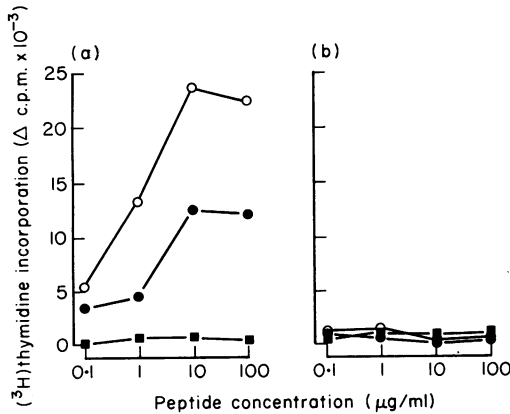 (a)
(b)
(³H)thymidine incorporation (Δ c.p.m. x 10⁻³)
25
20
15
10
5
0
0·1 1 10 100
0·1 1 10 100
Peptide concentration (μg/ml)